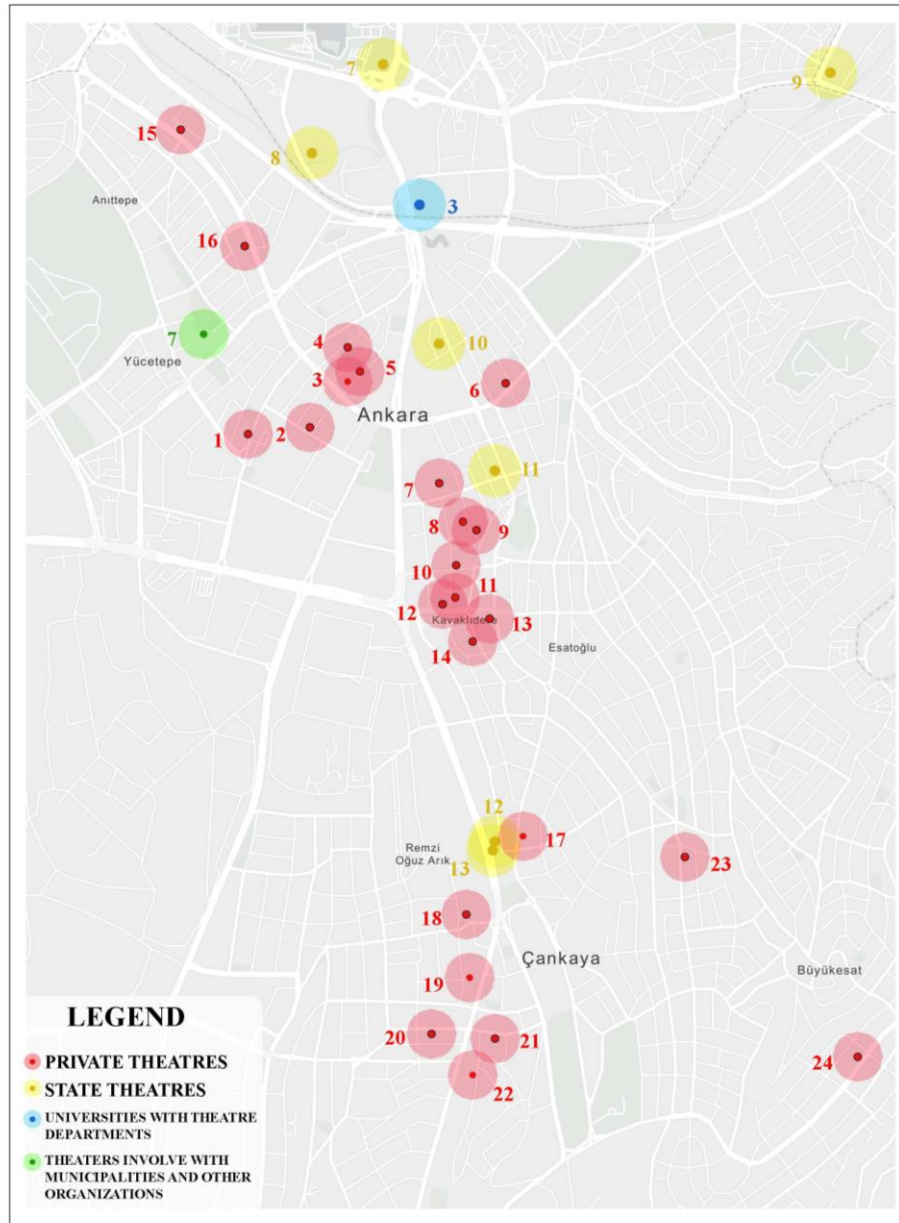 7
9
15
8
Anıttepe
3
16
7
Yücetepe
4
10
5
3
6
Ankara
1
2
11
7
8
9
10
11
12
Kavaklıdere
13
14
Esatoğlu
12
17
Remzi
Oğuz Arık
13
23
18
Çankaya
19
Büyükesat
20
21
24
22
LEGEND
PRIVATE THEATRES
STATE THEATRES
UNIVERSITIES WITH THEATRE
DEPARTMENTS
THEATERS INVOLVE WITH
MUNICIPALITIES AND OTHER
ORGANIZATIONS